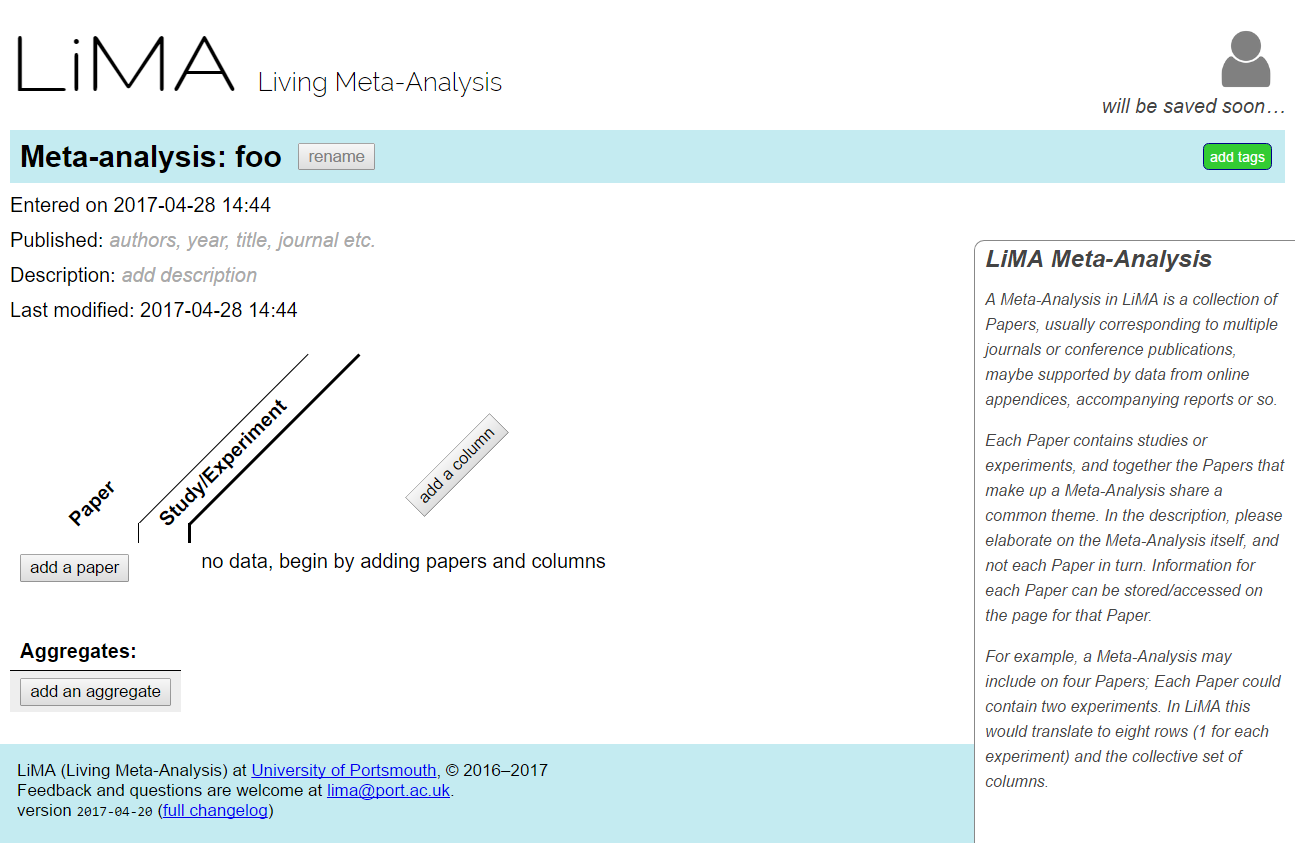 LiMA Living Meta-Analysis
will be saved soon…
Meta-analysis: foo rename add tags
Entered on 2017-04-28 14:44
Published: authors, year, title, journal etc.
Description: add description
Last modified: 2017-04-28 14:44
Paper
Study/Experiment
add a column
add a paper
no data, begin by adding papers and columns
Aggregates:
add an aggregate
LiMA Meta-Analysis
A Meta-Analysis in LiMA is a collection of
Papers, usually corresponding to multiple
journals or conference publications,
maybe supported by data from online
appendices, accompanying reports or so.
Each Paper contains studies or
experiments, and together the Papers that
make up a Meta-Analysis share a
common theme. In the description, please
elaborate on the Meta-Analysis itself, and
not each Paper in turn. Information for
each Paper can be stored/accessed on
the page for that Paper.
For example, a Meta-Analysis may
include on four Papers; Each Paper could
contain two experiments. In LiMA this
would translate to eight rows (1 for each
experiment) and the collective set of
columns.
LiMA (Living Meta-Analysis) at University of Portsmouth, © 2016–2017
Feedback and questions are welcome at lima@port.ac.uk.
version 2017-04-20 (full changelog)